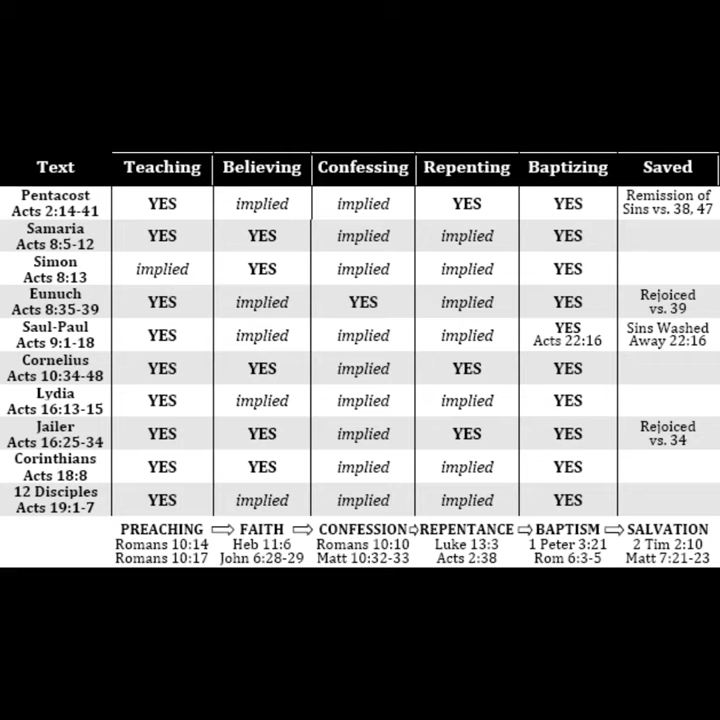 Text Teaching Believing Confessing Repenting Baptizing Saved
Pentacost
Acts 2:14-41 YES implied implied YES YES Remission of
Sins vs. 38, 47
Samaria
Acts 8:5-12 YES YES implied implied YES
Simon
Acts 8:13 implied YES implied implied YES
Eunuch
Acts 8:35-39 YES implied YES implied YES Rejoiced
vs. 39
Saul-Paul
Acts 9:1-18 YES implied implied implied YES
Acts 22:16 Sins Washed
Away 22:16
Cornelius
Acts 10:34-48 YES YES implied YES YES
Lydia
Acts 16:13-15 YES implied implied implied YES
Jailer
Acts 16:25-34 YES YES implied YES YES Rejoiced
vs. 34
Corinthians
Acts 18:8 YES YES implied implied YES
12 Disciples
Acts 19:1-7 YES implied implied implied YES
PREACHING ⇨ FAITH ⇨ CONFESSION ⇨ REPENTANCE ⇨ BAPTISM ⇨ SALVATION
Romans 10:14 Heb 11:6 Romans 10:10 Luke 13:3 1 Peter 3:21 2 Tim 2:10
Romans 10:17 John 6:28-29 Matt 10:32-33 Acts 2:38 Rom 6:3-5 Matt 7:21-23